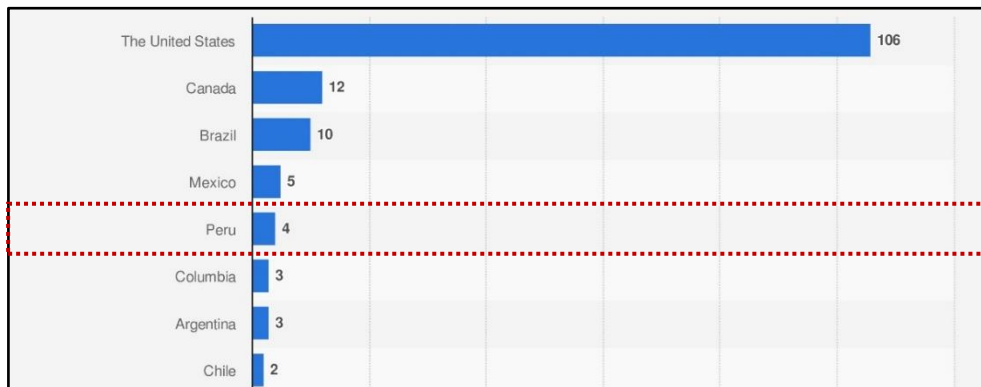 The United States 106
Canada 12
Brazil 10
Mexico 5
Peru 4
Columbia 3
Argentina 3
Chile 2